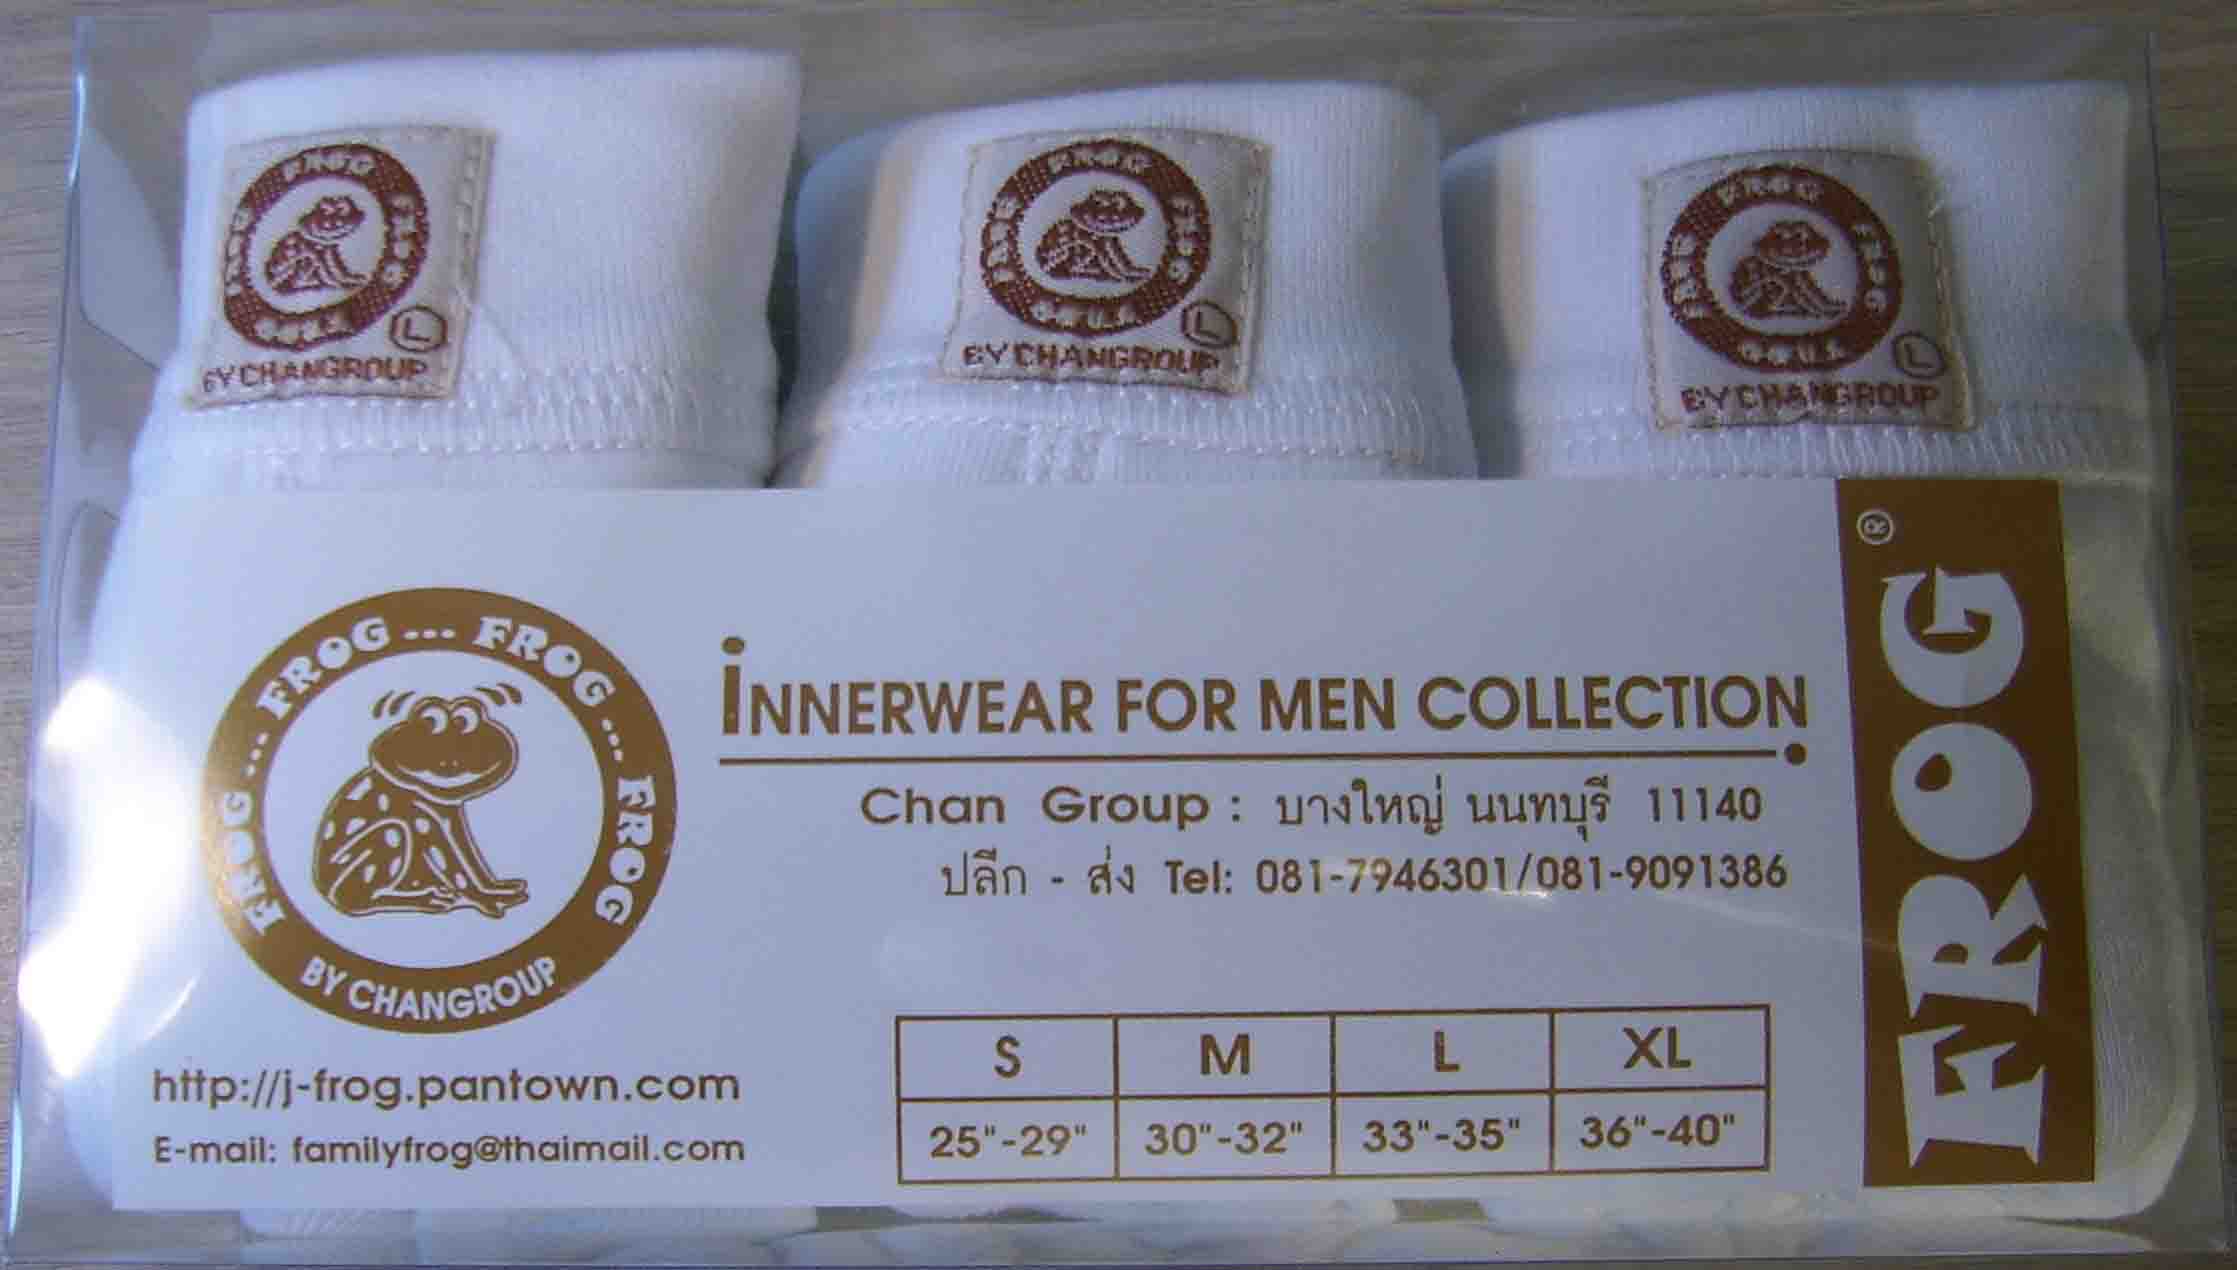 FROG
L
BY CHANGROUP
FROG
L
BY CHANGROUP
FROG
L
BY CHANGROUP
FROG ... FROG ... FROG ... FROG ... FROG
BY CHANGROUP
iNNERWEAR FOR MEN COLLECTION
Chan Group : บางใหญ่ นนทบุรี 11140
ปลีก - ส่ง Tel: 081-7946301/081-9091386
http://j-frog.pantown.com
E-mail: familyfrog@thaimail.com
S M L XL
25"-29" 30"-32" 33"-35" 36"-40"
FROG®